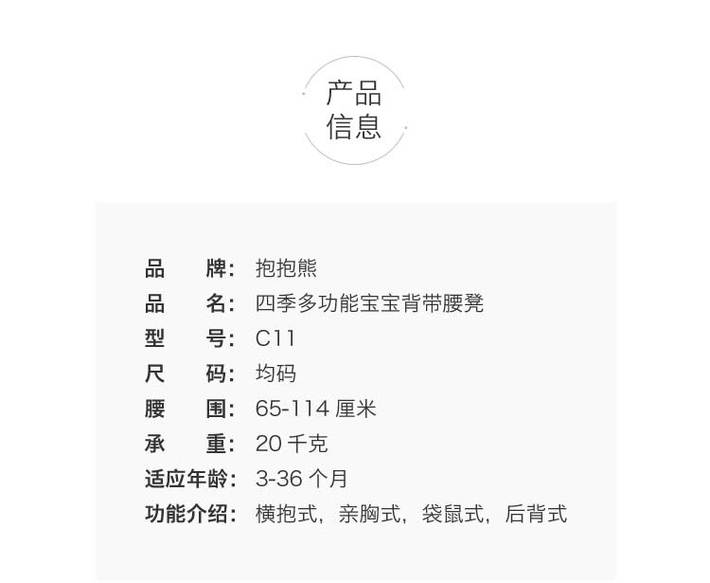 产品
信息
品 牌： 抱抱熊
品 名： 四季多功能宝宝背带腰凳
型 号： C11
尺 码： 均码
腰 围： 65-114 厘米
承 重： 20 千克
适应年龄： 3-36 个月
功能介绍： 横抱式，亲胸式，袋鼠式，后背式